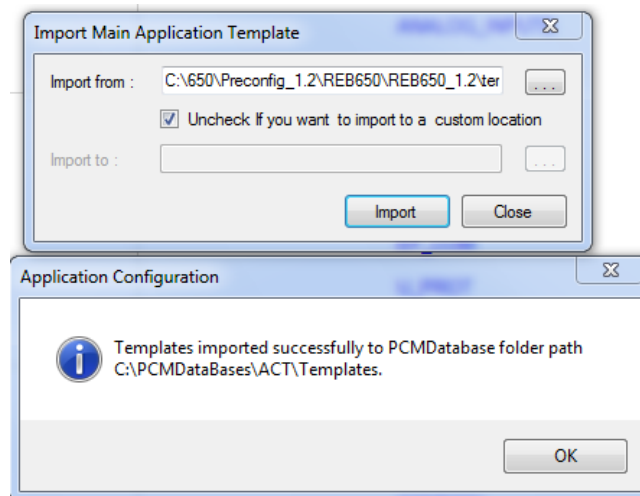 Import Main Application Template
Import from :
C:\650\Preconfig_1.2\REB650\REB650_1.2\ter
...
Uncheck If you want to import to a custom location
Import to :
...
Import
Close
Application Configuration
Templates imported successfully to PCMDatabase folder path
C:\PCMDataBases\ACT\Templates.
OK